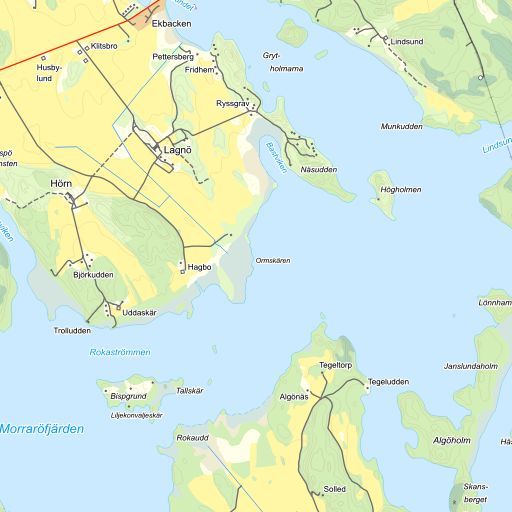 Ekbacken
Klitsbro
Husby-
lund
Pettersberg
Fridhem
Gryt-
holmarna
Lindsund
Ryssgrav
Munkudden
Lagnö
Bastviken
Näsudden
Högholmen
Hörn
Ormskären
Hagbo
Björkudden
Uddaskär
Trolludden
Rokaströmmen
Tegeltorp
Tegeludden
Janslundaholm
Bispgrund
Tallskär
Algönäs
Liljekonvaljeskär
Morraröfjärden
Rokaudd
Algöholm
Skans-
berget
Solled